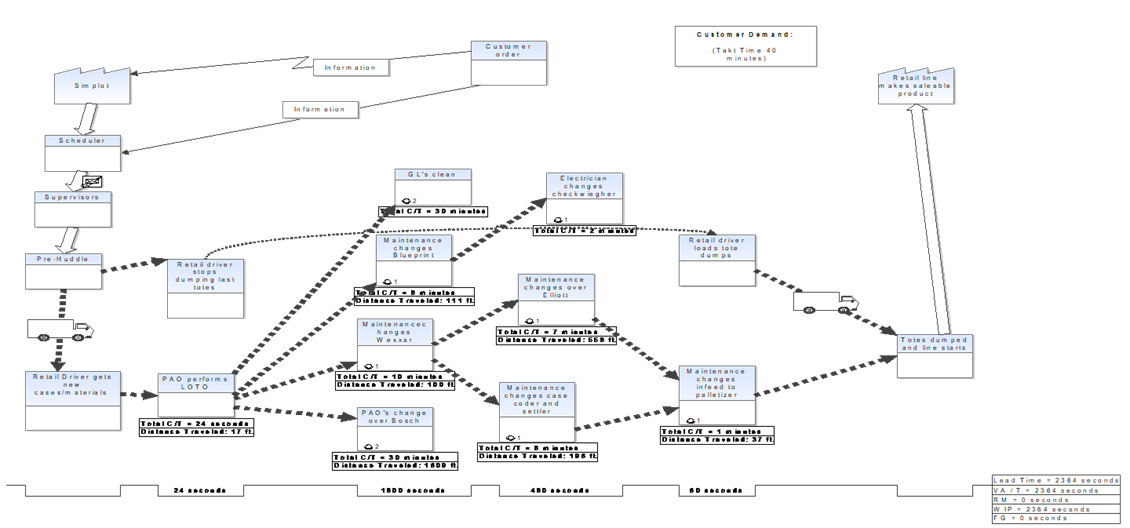 Customer Demand:
(Takt Time 40
minutes)
Customer
order
Information
Information
Simplot
Scheduler
Supervisors
Pre-Huddle
Retail line
makes saleable
product
Retail driver
stops
dumping last
totes
Retail Driver gets
new
cases/materials
PAO performs
LOTO
Total C/T = 24 seconds
Distance Traveled: 17 ft.
GL's clean
2
Total C/T = 30 minutes
Maintenance
changes
Blueprint
1
Total C/T = 8 minutes
Distance Traveled: 111 ft.
Maintenancec
hanges
Wexxar
1
Total C/T = 10 minutes
PAO's change
over Bosch
2
Total C/T = 30 minutes
Distance Traveled: 1609 ft.
Electrician
changes
checkwiegher
1
Total C/T = 2 minutes
Maintenance
changes over
Elliott
1
Total C/T = 7 minutes
Distance Traveled: 558 ft.
Maintenance
changes case
coder and
settler
1
Total C/T = 8 minutes
Distance Traveled: 196 ft.
Retail driver
loads tote
dumps
Maintenance
changes
infeed to
palletizer
1
Total C/T = 1 minutes
Distance Traveled: 37 ft.
Totes dumped
and line starts
24 seconds
1800 seconds
480 seconds
60 seconds
Lead Time = 2364 seconds
VA / T = 2364 seconds
RM = 0 seconds
WIP = 2364 seconds
FG = 0 seconds